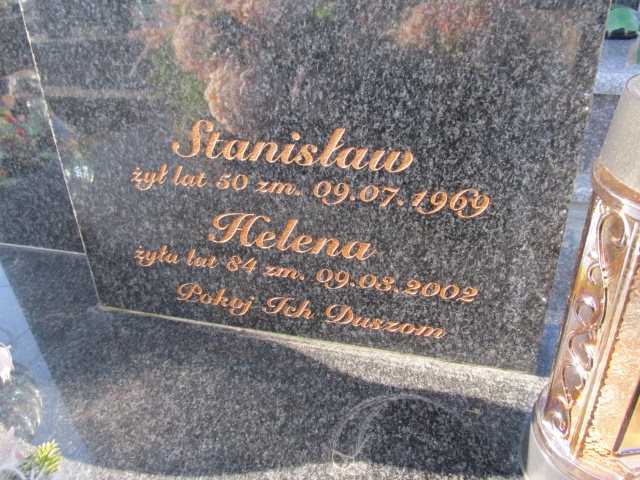 Stanisław
żył lat 50 zm. 09.07.1969
Helena
żyła lat 84 zm. 09.03.2002
Pokój Ich Duszom